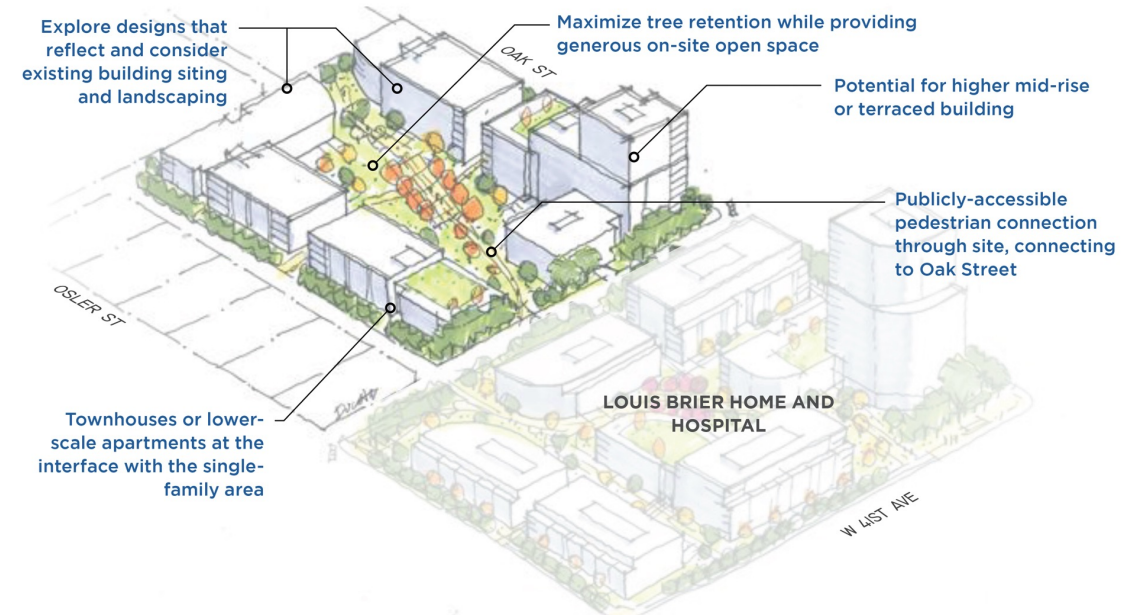 Explore designs that
reflect and consider
existing building siting
and landscaping
Maximize tree retention while providing
generous on-site open space
OAK ST
Potential for higher mid-rise
or terraced building
Publicly-accessible
pedestrian connection
through site, connecting
to Oak Street
OSLER ST
Townhouses or lower-
scale apartments at the
interface with the single-
family area
LOUIS BRIER HOME AND
HOSPITAL
W 41ST AVE